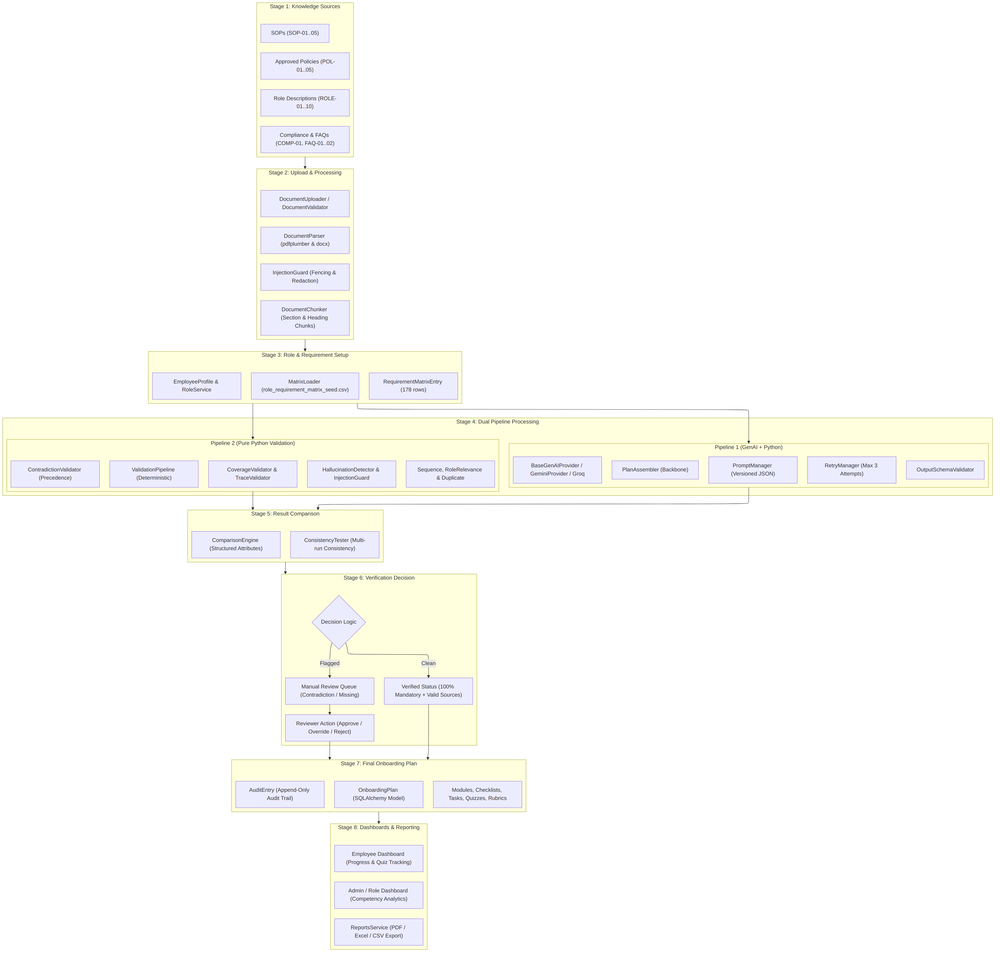 Stage 1: Knowledge Sources
SOPs (SOP-01..05)
Approved Policies (POL-
01..05)
Role Descriptions (ROLE-
01..10)
Compliance & FAQs
(COMP-01, FAQ-01..02)
Stage 2: Upload & Processing
DocumentUploader /
DocumentValidator
DocumentParser
(pdfplumber & docx)
InjectionGuard (Fencing &
Redaction)
DocumentChunker
(Section & Heading
Chunks)
Stage 3: Role & Requirement Setup
EmployeeProfile &
RoleService
MatrixLoader
(role_requirement_matrix_seed.csv)
RequirementMatrixEntry
(178 rows)
Stage 4: Dual Pipeline Processing
Pipeline 2 (Pure Python Validation)
ContradictionValidator
(Precedence)
ValidationPipeline
(Deterministic)
CoverageValidator &
TraceValidator
HallucinationDetector &
InjectionGuard
Sequence, RoleRelevance
& Duplicate
Pipeline 1 (GenAI + Python)
BaseGenAIProvider /
GeminiProvider / Groq
PlanAssembler (Backbone)
PromptManager
(Versioned JSON)
RetryManager (Max 3
Attempts)
OutputSchemaValidator
Stage 5: Result Comparison
ComparisonEngine
(Structured Attributes)
ConsistencyTester (Multi-
run Consistency)
Stage 6: Verification Decision
Decision Logic
Flagged
Clean
Manual Review Queue
(Contradiction / Missing)
Verified Status (100%
Mandatory + Valid Sources)
Reviewer Action (Approve /
Override / Reject)
Stage 7: Final Onboarding Plan
AuditEntry (Append-Only
Audit Trail)
OnboardingPlan
(SQLAlchemy Model)
Modules, Checklists,
Tasks, Quizzes, Rubrics
Stage 8: Dashboards & Reporting
Employee Dashboard
(Progress & Quiz Tracking)
Admin / Role Dashboard
(Competency Analytics)
ReportsService (PDF /
Excel / CSV Export)